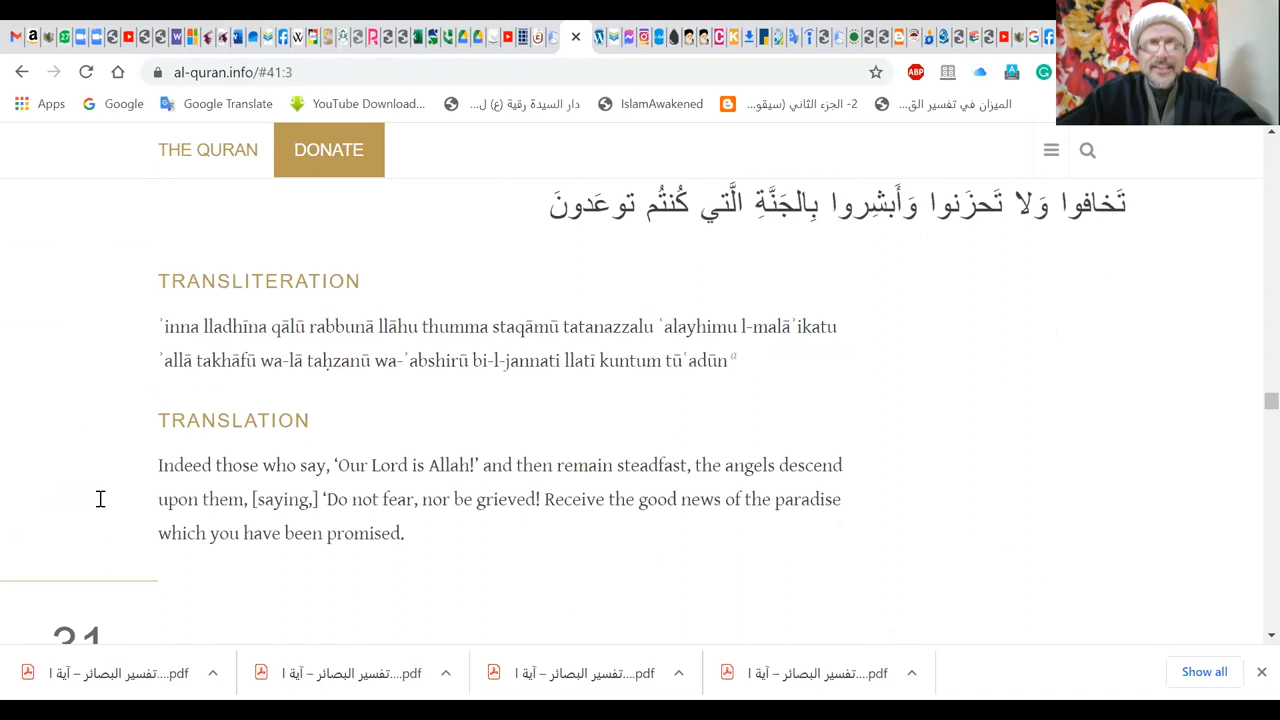 al-quran.info/#41:3
Apps Google Google Translate YouTube Download... دار السيدة رقية (ع) ل... IslamAwakened 2- الجزء الثاني (سيقو... الميزان في تفسير الق...
THE QURAN DONATE
تَخافوا وَلا تَحزَنوا وَأَبشِروا بِالجَنَّةِ الَّتي كُنتُم توعَدونَ
TRANSLITERATION
ʾinna lladhīna qālū rabbunā llāhu thumma staqāmū tatanazzalu ʿalayhimu l-malāʾikatu
ʾallā takhāfū wa-lā taḥzanū wa-ʾabshirū bi-l-jannati llatī kuntum tūʿadūn a
TRANSLATION
Indeed those who say, ‘Our Lord is Allah!’ and then remain steadfast, the angels descend
upon them, [saying,] ‘Do not fear, nor be grieved! Receive the good news of the paradise
which you have been promised.
31
تفسير البصائر – آية ا....pdf تفسير البصائر – آية ا....pdf تفسير البصائر – آية ا....pdf تفسير البصائر – آية ا....pdf Show all